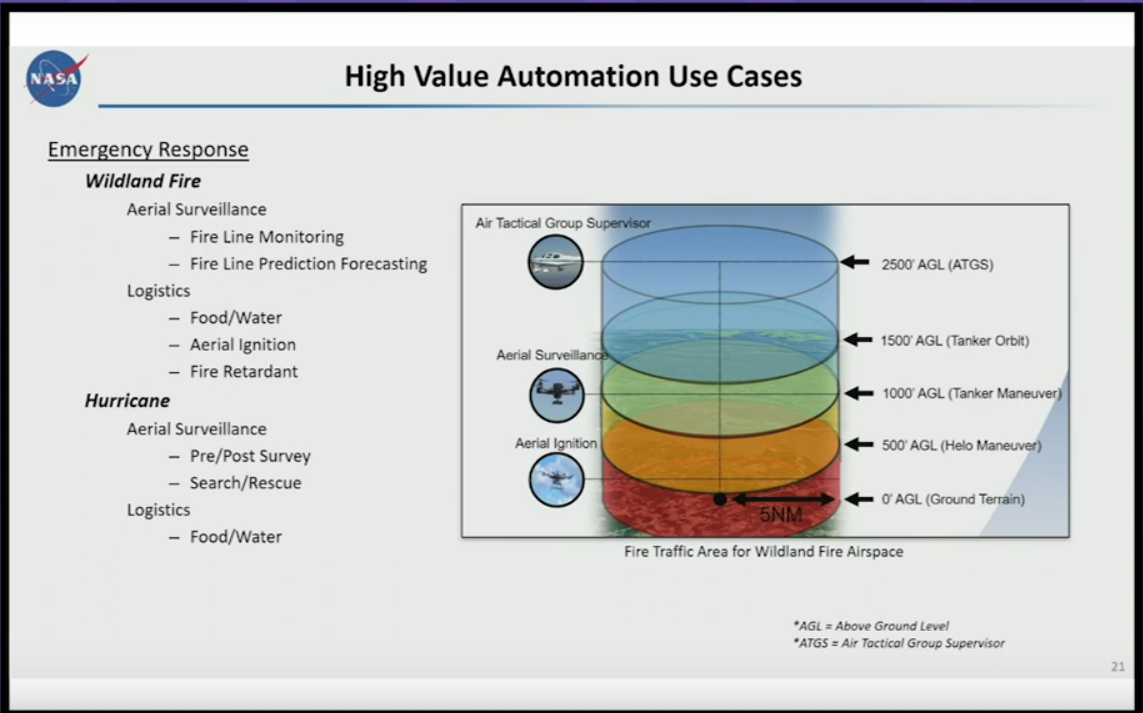 NASA
High Value Automation Use Cases
Emergency Response
Wildland Fire
Aerial Surveillance
– Fire Line Monitoring
– Fire Line Prediction Forecasting
Logistics
– Food/Water
– Aerial Ignition
– Fire Retardant
Hurricane
Aerial Surveillance
– Pre/Post Survey
– Search/Rescue
Logistics
– Food/Water
Air Tactical Group Supervisor
2500' AGL (ATGS)
1500' AGL (Tanker Orbit)
Aerial Surveillance
1000' AGL (Tanker Maneuver)
Aerial Ignition
500' AGL (Helo Maneuver)
0' AGL (Ground Terrain)
5NM
Fire Traffic Area for Wildland Fire Airspace
*AGL = Above Ground Level
*ATGS = Air Tactical Group Supervisor
21